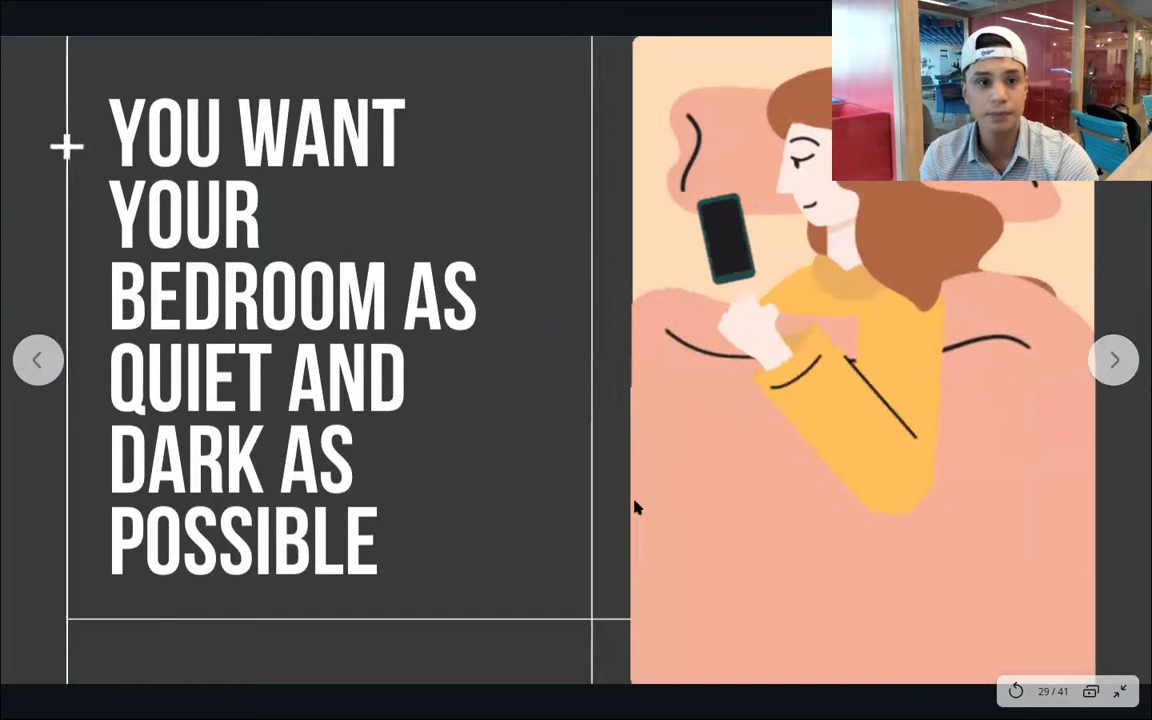 YOU WANT
YOUR
BEDROOM AS
QUIET AND
DARK AS
POSSIBLE
29 / 41